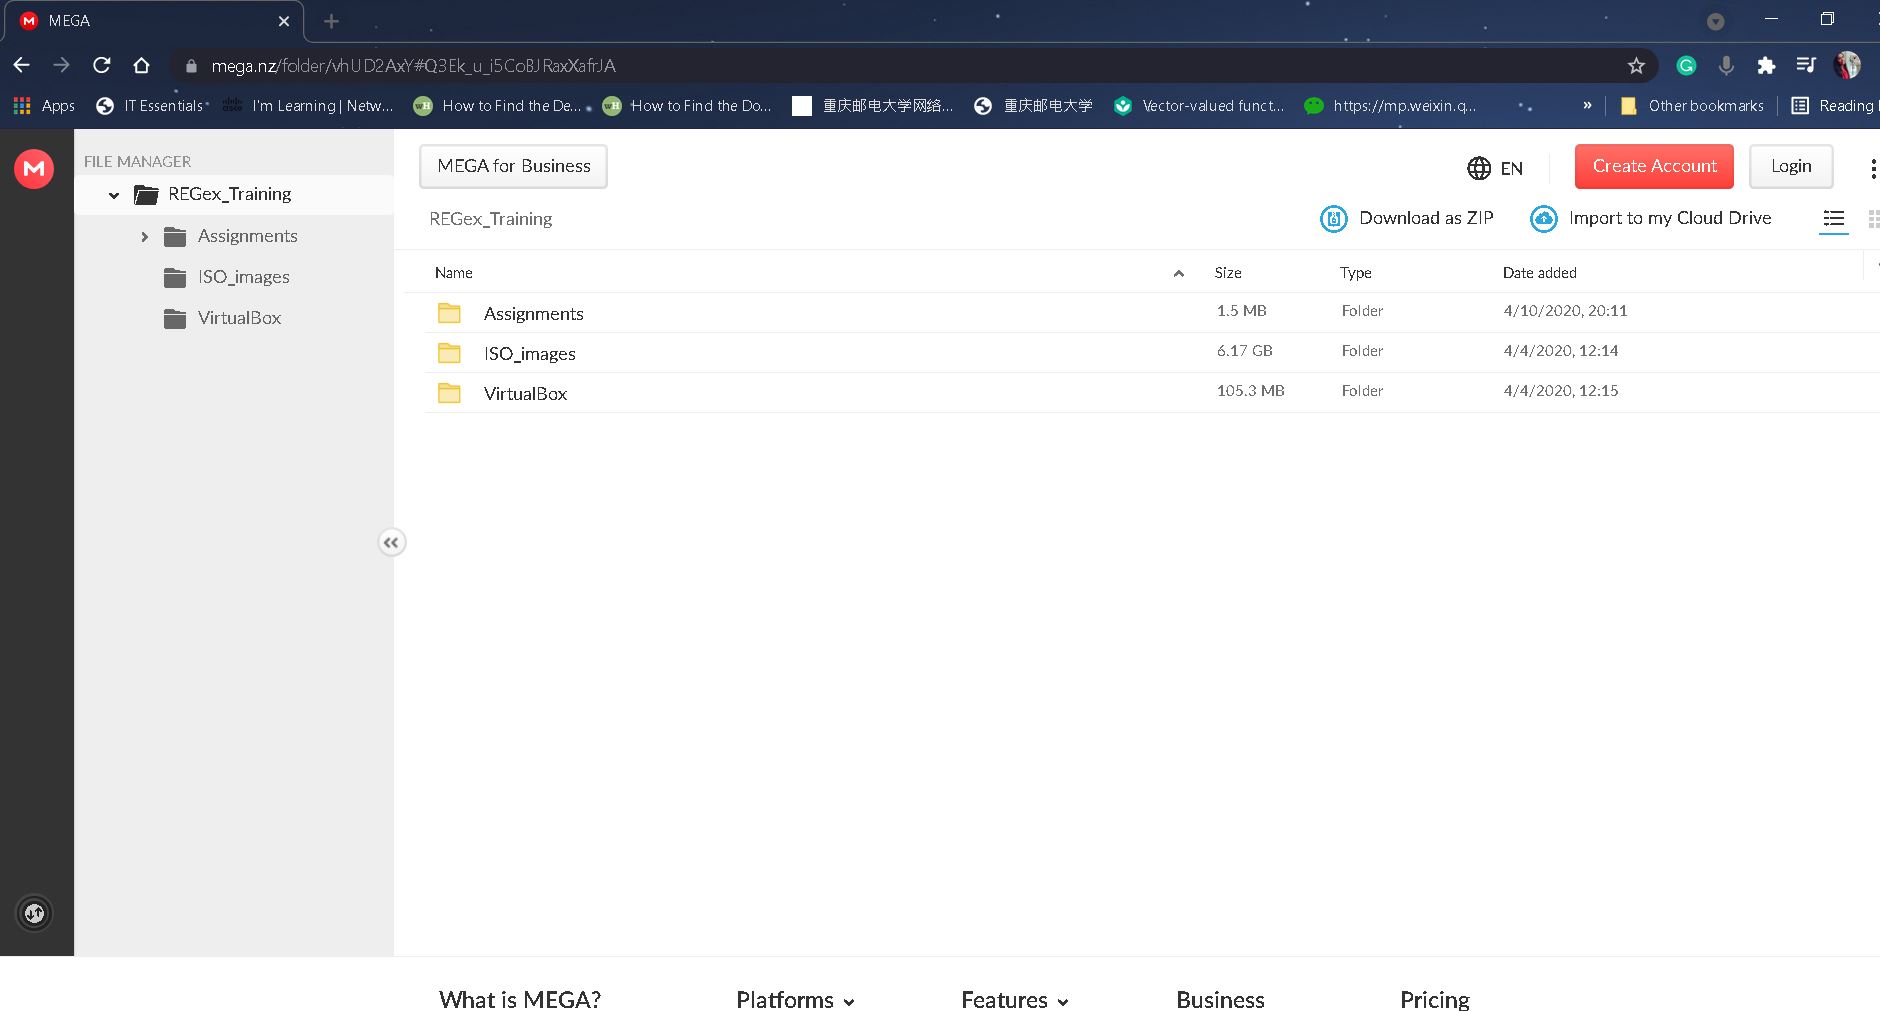 MEGA
mega.nz/folder/vhUD2AxY#Q3Ek_u_i5CoBJRaxXafrJA
Apps IT Essentials I'm Learning | Netw... How to Find the De... How to Find the Do... 重庆邮电大学网络... 重庆邮电大学 Vector-valued funct... https://mp.weixin.q... » Other bookmarks Reading
FILE MANAGER
REGex_Training
Assignments
ISO_images
VirtualBox
MEGA for Business EN Create Account Login
REGex_Training Download as ZIP Import to my Cloud Drive
Name Size Type Date added
Assignments 1.5 MB Folder 4/10/2020, 20:11
ISO_images 6.17 GB Folder 4/4/2020, 12:14
VirtualBox 105.3 MB Folder 4/4/2020, 12:15
What is MEGA? Platforms Features Business Pricing